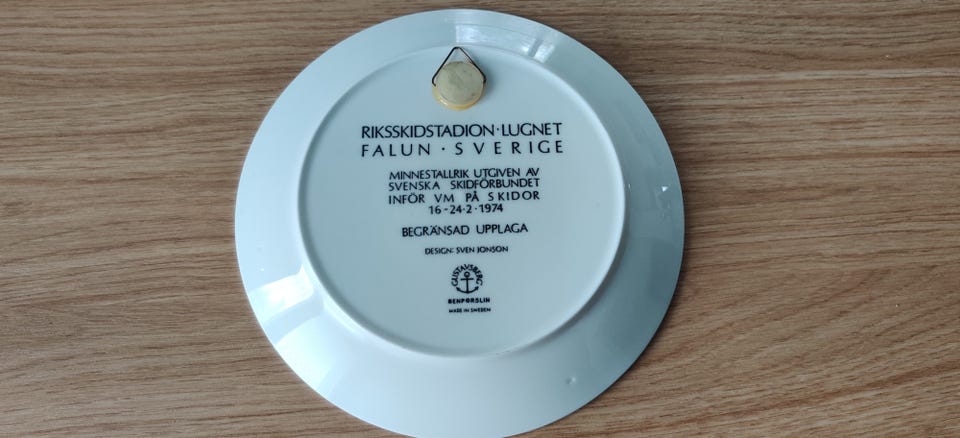 RIKSSKIDSTADION·LUGNET
FALUN·SVERIGE
MINNESTALLRIK UTGIVEN AV
SVENSKA SKIDFÖRBUNDET
INFÖR VM PÅ SKIDOR
16-24·2·1974
BEGRÄNSAD UPPLAGA
DESIGN: SVEN JONSON
GUSTAVSBERG
BENPORSLIN
MADE IN SWEDEN